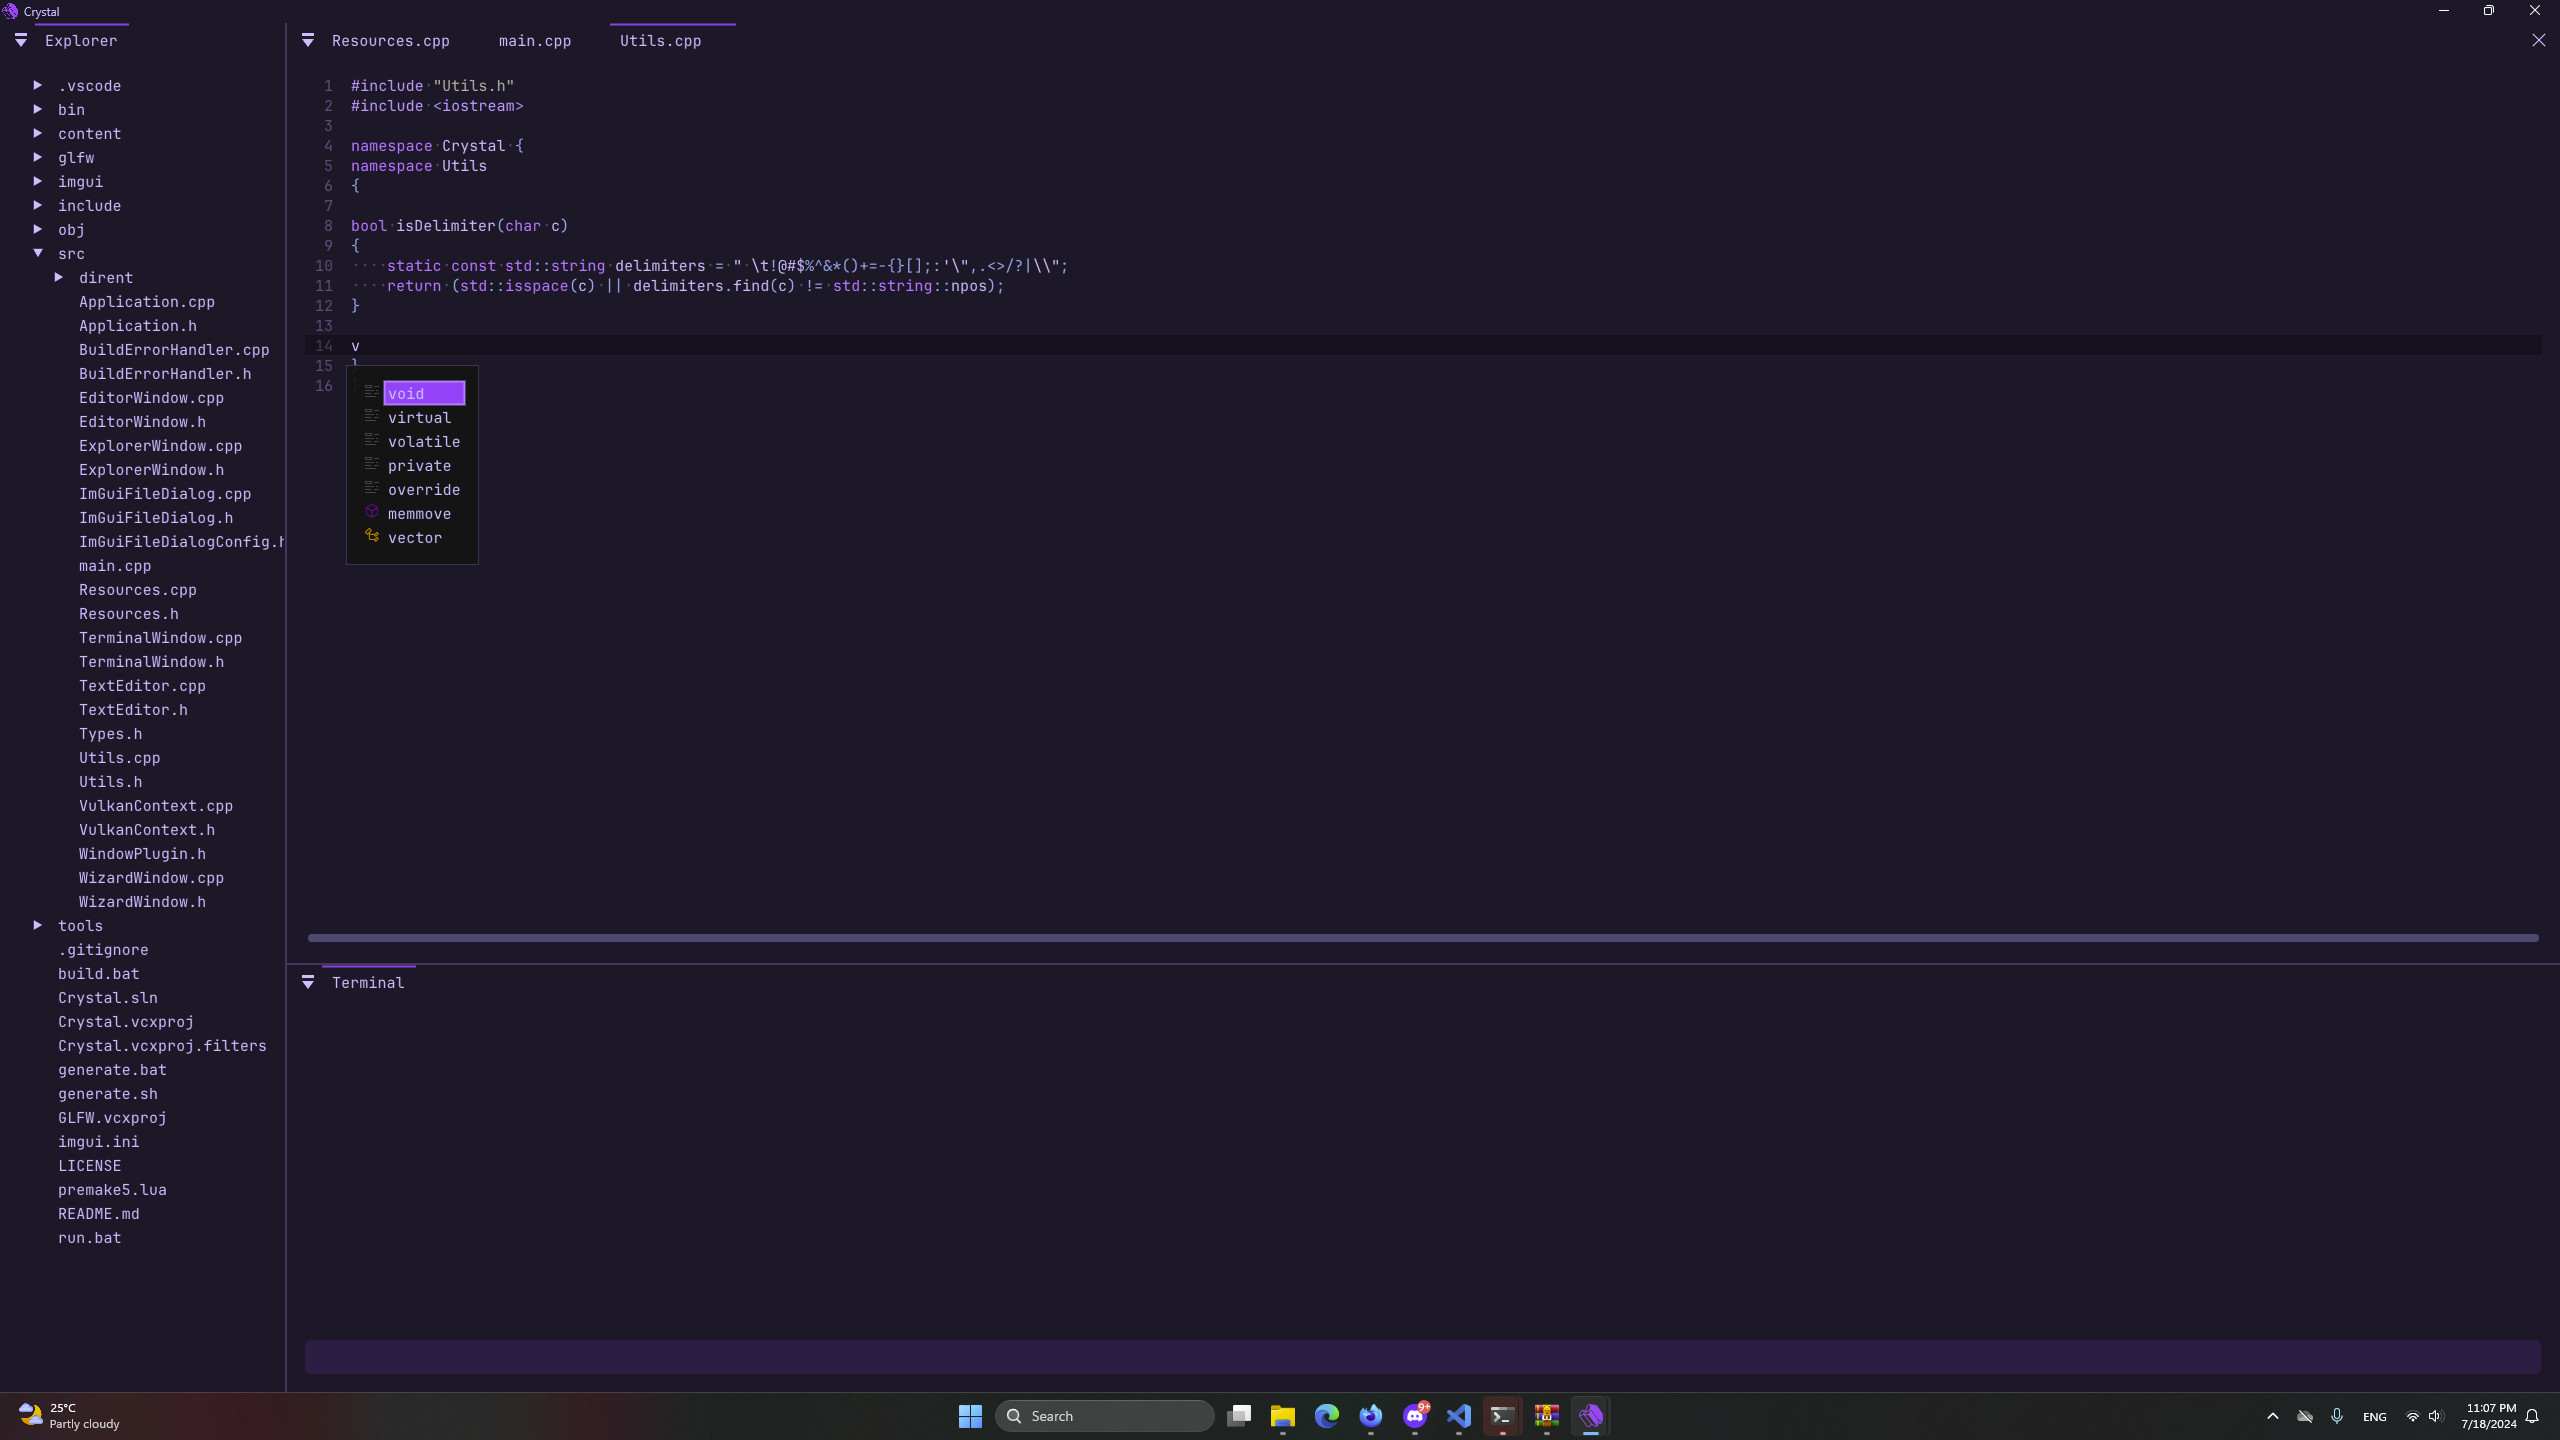 Crystal
Explorer
.vscode
bin
content
glfw
imgui
include
obj
src
dirent
Application.cpp
Application.h
BuildErrorHandler.cpp
BuildErrorHandler.h
EditorWindow.cpp
EditorWindow.h
ExplorerWindow.cpp
ExplorerWindow.h
ImGuiFileDialog.cpp
ImGuiFileDialog.h
ImGuiFileDialogConfig.h
main.cpp
Resources.cpp
Resources.h
TerminalWindow.cpp
TerminalWindow.h
TextEditor.cpp
TextEditor.h
Types.h
Utils.cpp
Utils.h
VulkanContext.cpp
VulkanContext.h
WindowPlugin.h
WizardWindow.cpp
WizardWindow.h
tools
.gitignore
build.bat
Crystal.sln
Crystal.vcxproj
Crystal.vcxproj.filters
generate.bat
generate.sh
GLFW.vcxproj
imgui.ini
LICENSE
premake5.lua
README.md
run.bat
Resources.cpp main.cpp Utils.cpp
1 #include "Utils.h"
2 #include <iostream>
3
4 namespace Crystal {
5 namespace Utils
6 {
7
8 bool isDelimiter(char c)
9 {
10 static const std::string delimiters = " \t!@#$%^&*()+=-{}[];:'\",.<>/?|\\";
11 return (std::isspace(c) || delimiters.find(c) != std::string::npos);
12 }
13
14 v
15 }
16
void
virtual
volatile
private
override
memmove
vector
Terminal
25°C
Partly cloudy
Search
9+
ENG
11:07 PM
7/18/2024